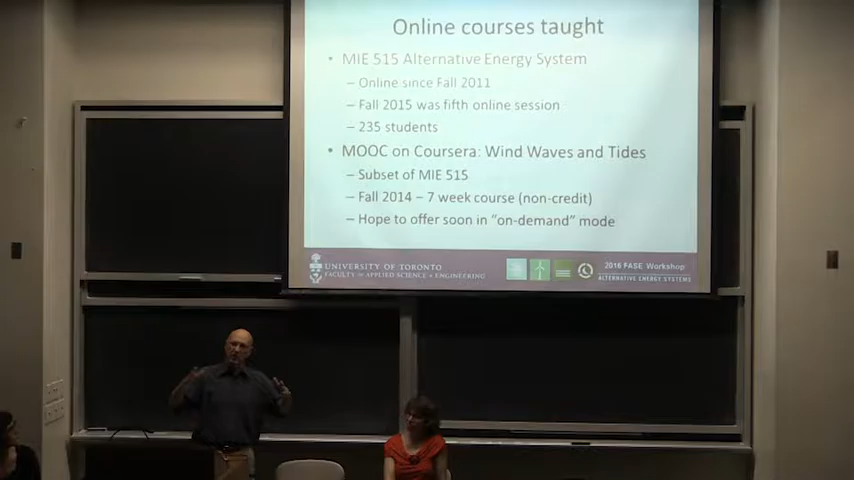 Online courses taught
• MIE 515 Alternative Energy System
– Online since Fall 2011
– Fall 2015 was fifth online session
– 235 students
• MOOC on Coursera: Wind Waves and Tides
– Subset of MIE 515
– Fall 2014 – 7 week course (non-credit)
– Hope to offer soon in "on-demand" mode
UNIVERSITY OF TORONTO
FACULTY OF APPLIED SCIENCE & ENGINEERING
2016 FASE Workshop
ALTERNATIVE ENERGY SYSTEMS